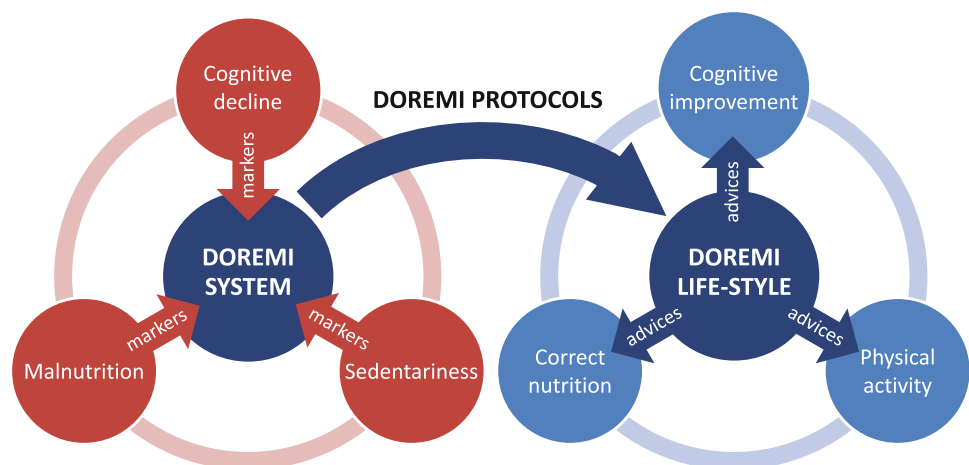 Cognitive
decline
markers
DOREMI
SYSTEM
Malnutrition
markers
Sedentariness
markers
DOREMI PROTOCOLS
Cognitive
improvement
advices
DOREMI
LIFE-STYLE
advices
Correct
nutrition
advices
Physical
activity